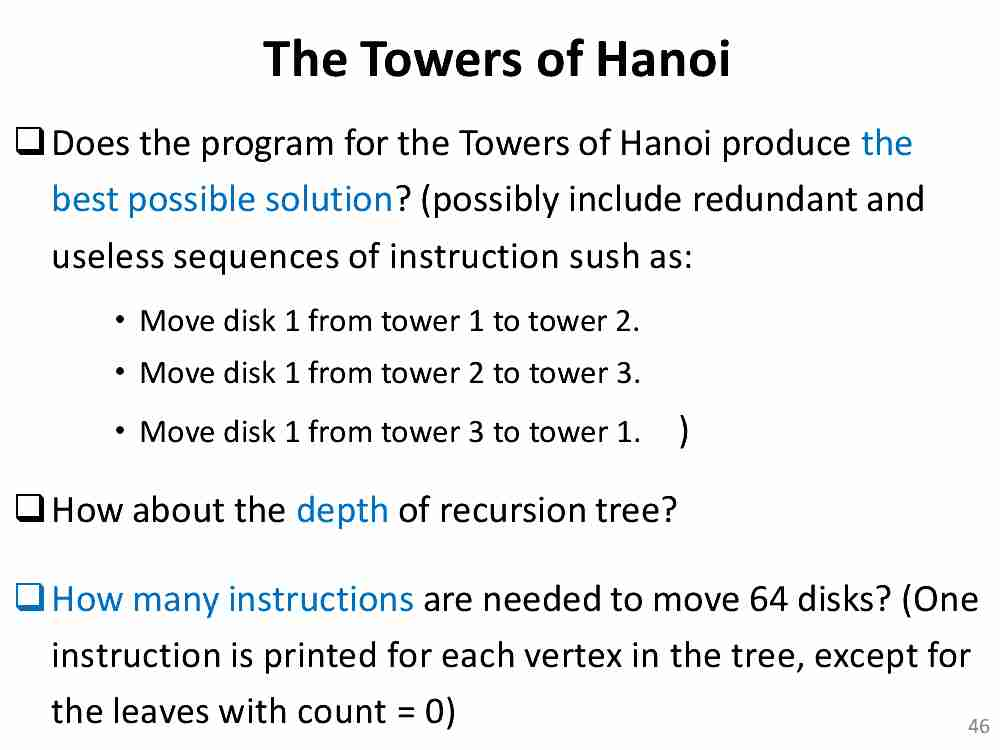 The Towers of Hanoi
❑Does the program for the Towers of Hanoi produce the
best possible solution? (possibly include redundant and
useless sequences of instruction sush as:
• Move disk 1 from tower 1 to tower 2.
• Move disk 1 from tower 2 to tower 3.
• Move disk 1 from tower 3 to tower 1. )
❑How about the depth of recursion tree?
❑How many instructions are needed to move 64 disks? (One
instruction is printed for each vertex in the tree, except for
the leaves with count = 0)
46